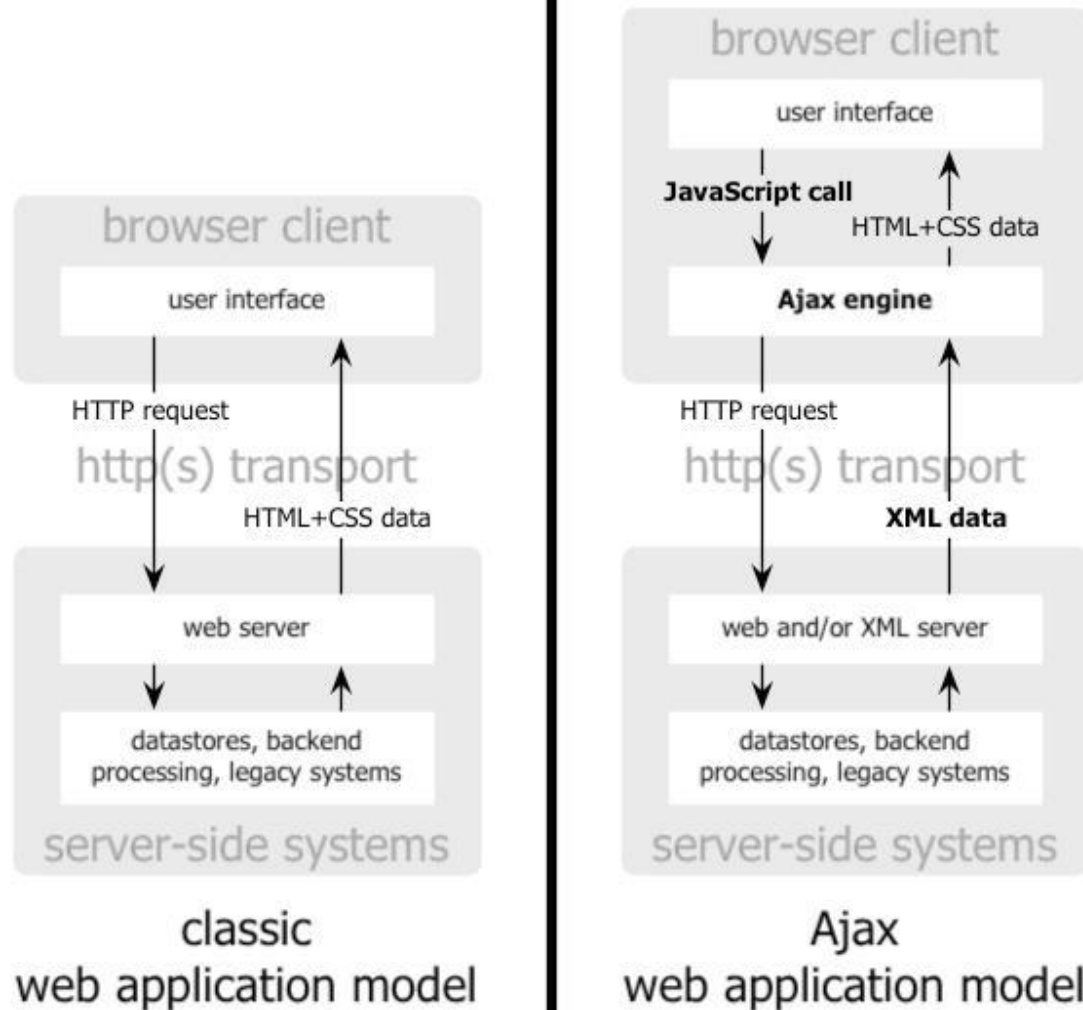 browser client
user interface
HTTP request
http(s) transport
HTML+CSS data
web server
datastores, backend
processing, legacy systems
server-side systems
classic
web application model
browser client
user interface
JavaScript call
HTML+CSS data
Ajax engine
HTTP request
http(s) transport
XML data
web and/or XML server
datastores, backend
processing, legacy systems
server-side systems
Ajax
web application model